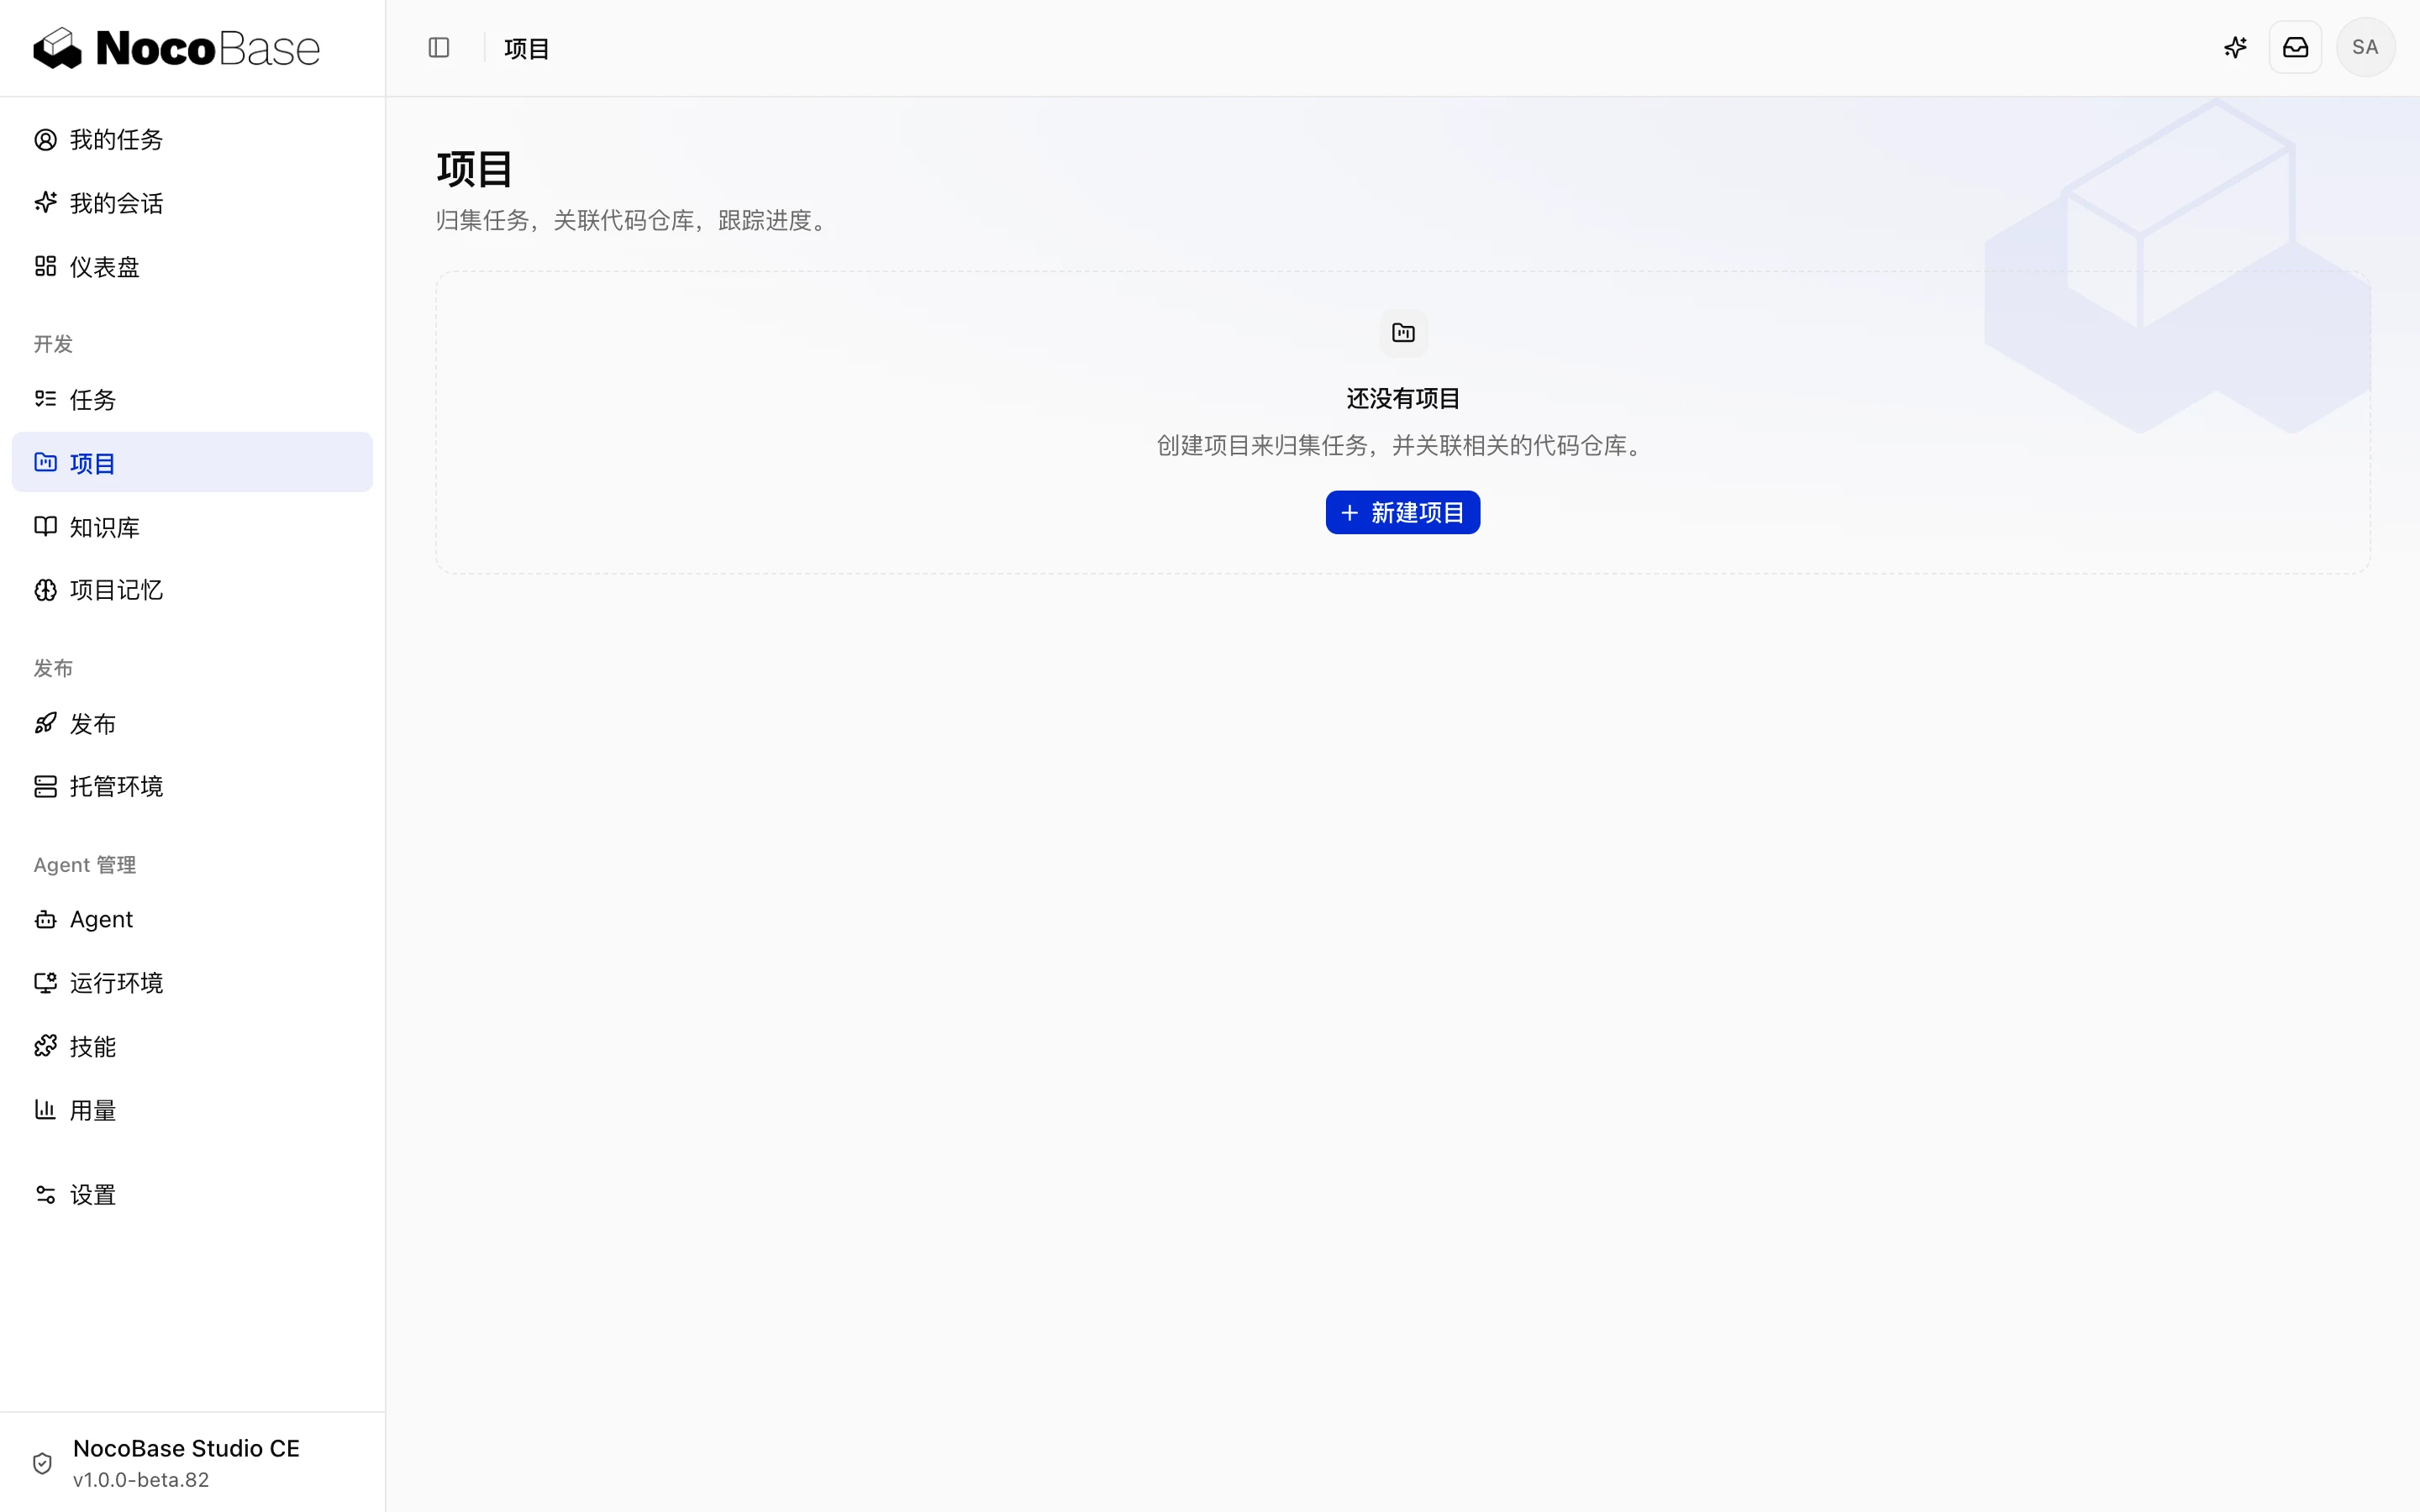 NocoBase
项目
SA
我的任务
我的会话
仪表盘
开发
任务
项目
知识库
项目记忆
发布
发布
托管环境
Agent 管理
Agent
运行环境
技能
用量
设置
NocoBase Studio CE
v1.0.0-beta.82
项目
归集任务，关联代码仓库，跟踪进度。
还没有项目
创建项目来归集任务，并关联相关的代码仓库。
新建项目